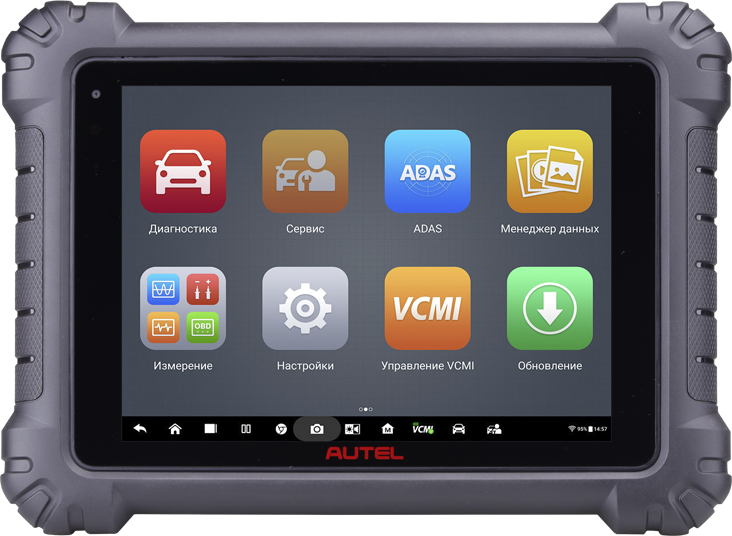 ADAS
Диагностика
Сервис
ADAS
Менеджер данных
OBD
VCMI
Измерение
Настройки
Управление VCMI
Обновление
M
VCMI
95%
14:57
AUTEL